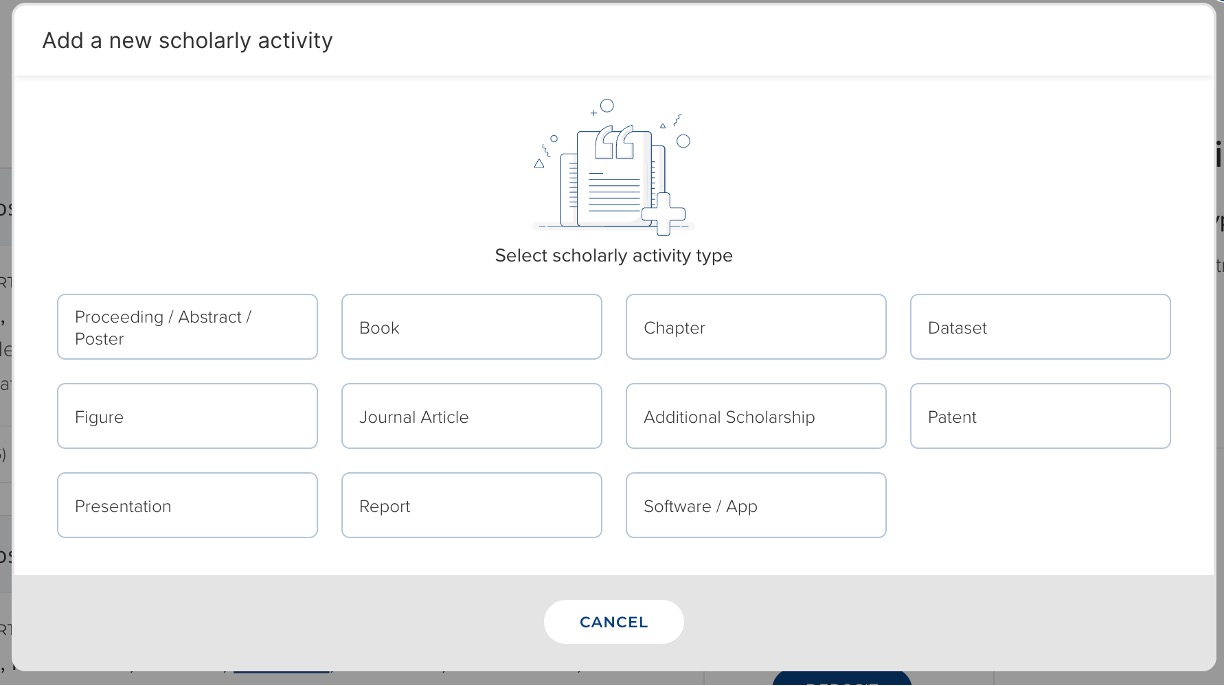 Add a new scholarly activity
Select scholarly activity type
Proceeding / Abstract /
Poster
Book
Chapter
Dataset
Figure
Journal Article
Additional Scholarship
Patent
Presentation
Report
Software / App
CANCEL